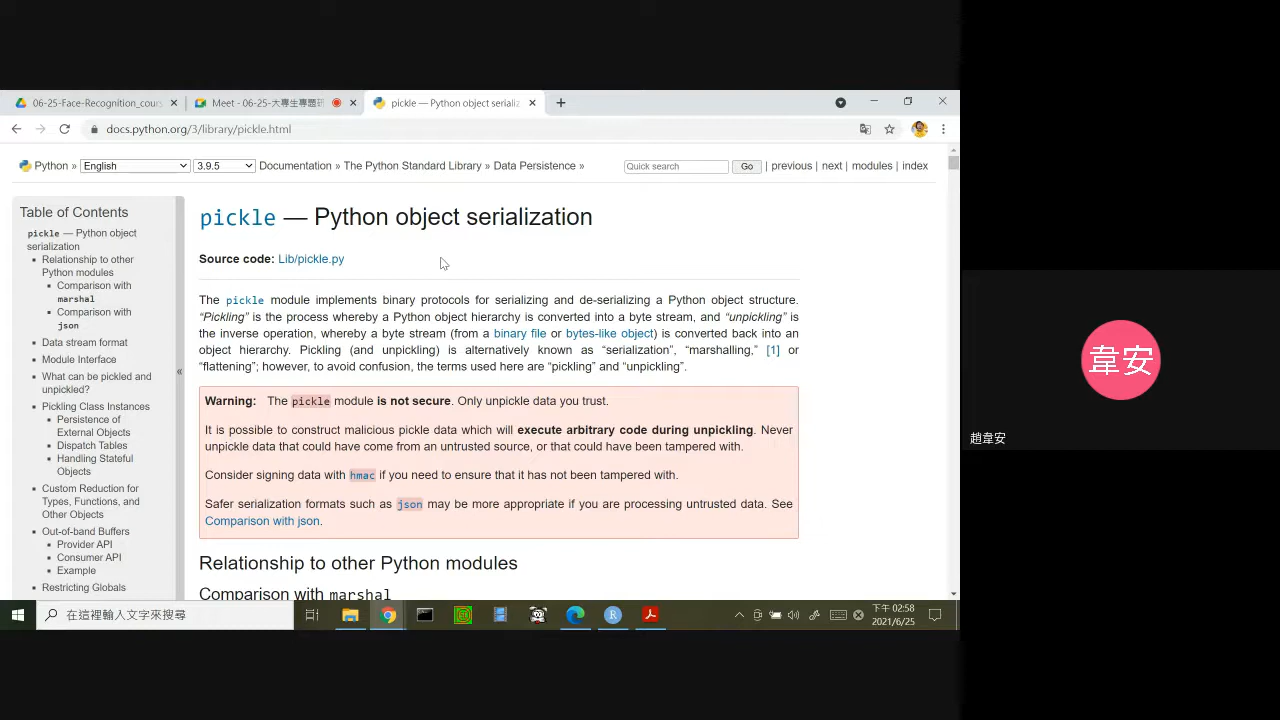 06-25-Face-Recognition_cour
Meet - 06-25-大專生專題研
pickle — Python object serializa
docs.python.org/3/library/pickle.html
Python » English 3.9.5 Documentation » The Python Standard Library » Data Persistence » Quick search Go | previous | next | modules | index
Table of Contents
pickle — Python object
serialization
Relationship to other
Python modules
Comparison with
marshal
Comparison with
json
Data stream format
Module Interface
What can be pickled and
unpickled?
Pickling Class Instances
Persistence of
External Objects
Dispatch Tables
Handling Stateful
Objects
Custom Reduction for
Types, Functions, and
Other Objects
Out-of-band Buffers
Provider API
Consumer API
Example
Restricting Globals
«
pickle — Python object serialization
Source code: Lib/pickle.py
The pickle module implements binary protocols for serializing and de-serializing a Python object structure.
“Pickling” is the process whereby a Python object hierarchy is converted into a byte stream, and “unpickling” is
the inverse operation, whereby a byte stream (from a binary file or bytes-like object) is converted back into an
object hierarchy. Pickling (and unpickling) is alternatively known as “serialization”, “marshalling,” [1] or
“flattening”; however, to avoid confusion, the terms used here are “pickling” and “unpickling”.
Warning: The pickle module is not secure. Only unpickle data you trust.
It is possible to construct malicious pickle data which will execute arbitrary code during unpickling. Never
unpickle data that could have come from an untrusted source, or that could have been tampered with.
Consider signing data with hmac if you need to ensure that it has not been tampered with.
Safer serialization formats such as json may be more appropriate if you are processing untrusted data. See
Comparison with json.
Relationship to other Python modules
Comparison with marshal
在這裡輸入文字來搜尋
下午 02:58
2021/6/25
韋安
趙韋安